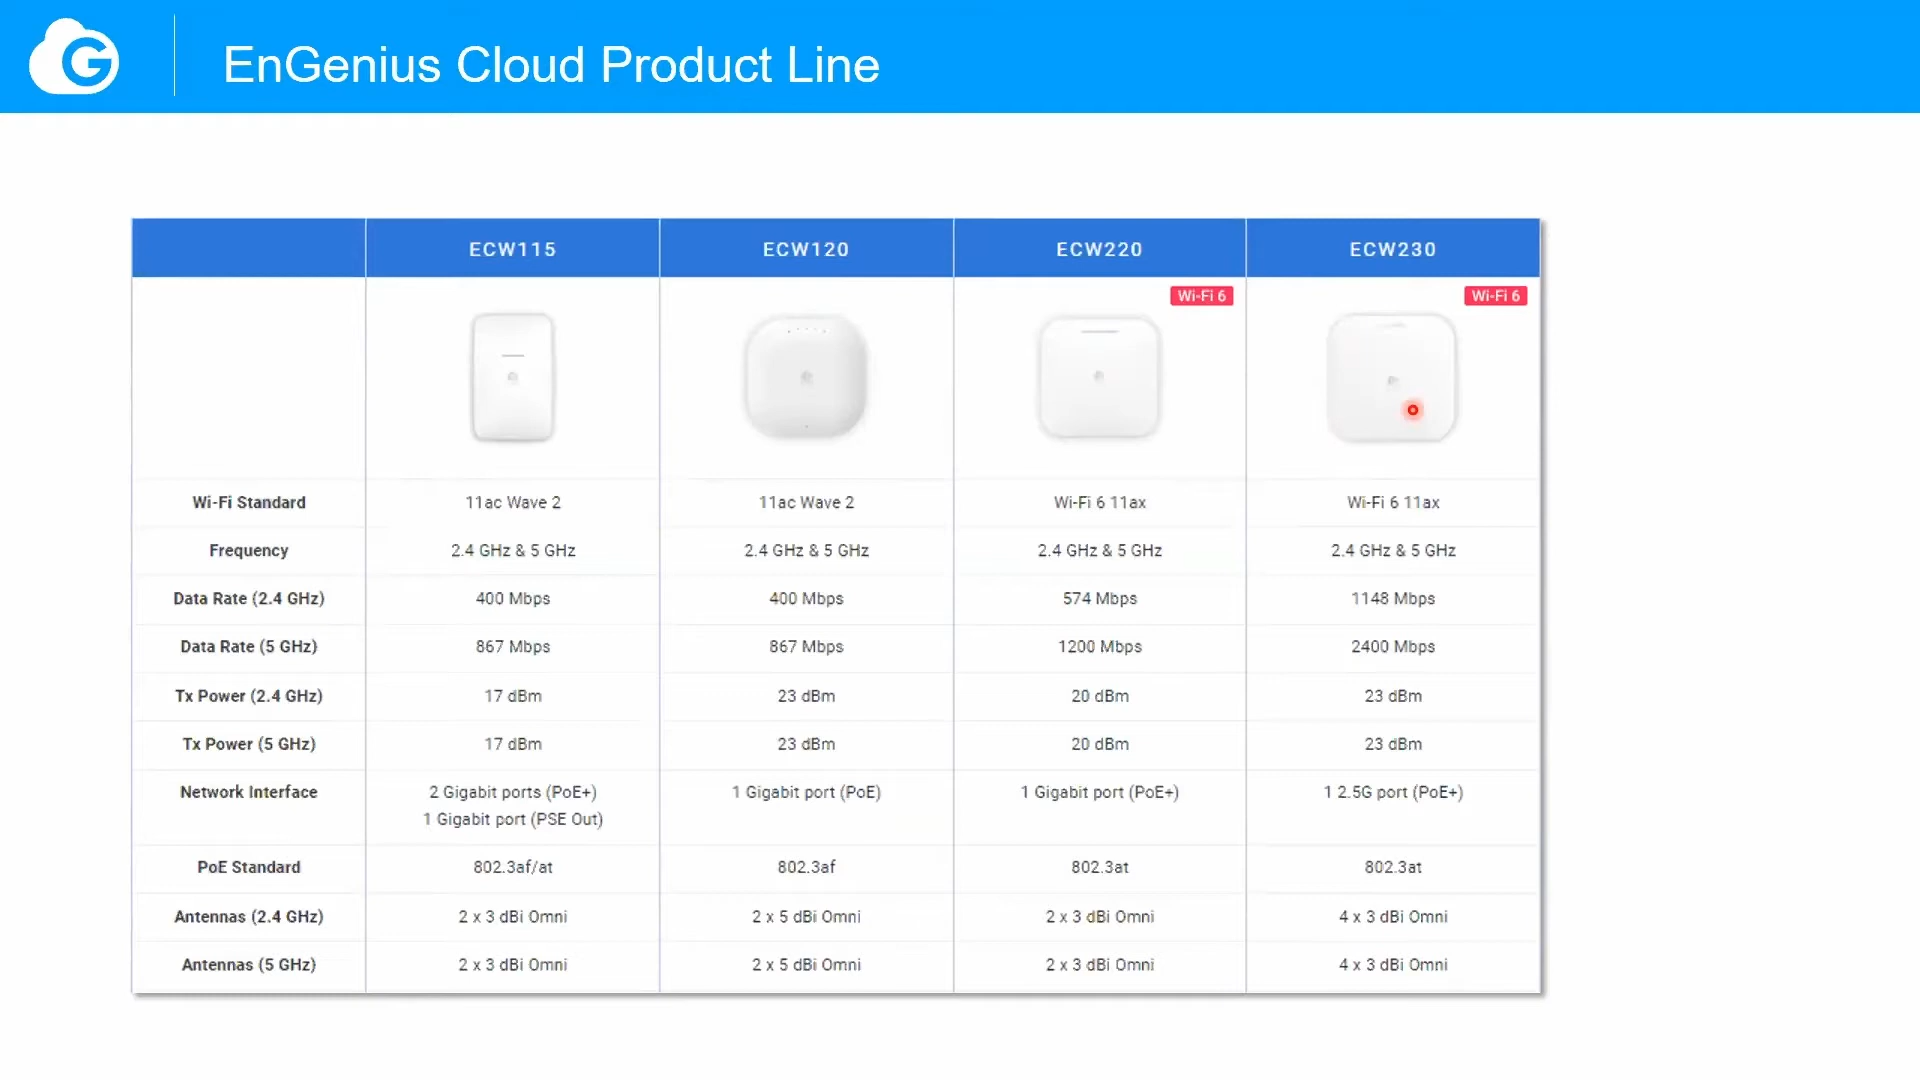 EnGenius Cloud Product Line
ECW115 ECW120 ECW220 ECW230
Wi-Fi 6 Wi-Fi 6
Wi-Fi Standard 11ac Wave 2 11ac Wave 2 Wi-Fi 6 11ax Wi-Fi 6 11ax
Frequency 2.4 GHz & 5 GHz 2.4 GHz & 5 GHz 2.4 GHz & 5 GHz 2.4 GHz & 5 GHz
Data Rate (2.4 GHz) 400 Mbps 400 Mbps 574 Mbps 1148 Mbps
Data Rate (5 GHz) 867 Mbps 867 Mbps 1200 Mbps 2400 Mbps
Tx Power (2.4 GHz) 17 dBm 23 dBm 20 dBm 23 dBm
Tx Power (5 GHz) 17 dBm 23 dBm 20 dBm 23 dBm
Network Interface 2 Gigabit ports (PoE+) 1 Gigabit port (PoE) 1 Gigabit port (PoE+) 1 2.5G port (PoE+)
1 Gigabit port (PSE Out)
PoE Standard 802.3af/at 802.3af 802.3at 802.3at
Antennas (2.4 GHz) 2 x 3 dBi Omni 2 x 5 dBi Omni 2 x 3 dBi Omni 4 x 3 dBi Omni
Antennas (5 GHz) 2 x 3 dBi Omni 2 x 5 dBi Omni 2 x 3 dBi Omni 4 x 3 dBi Omni